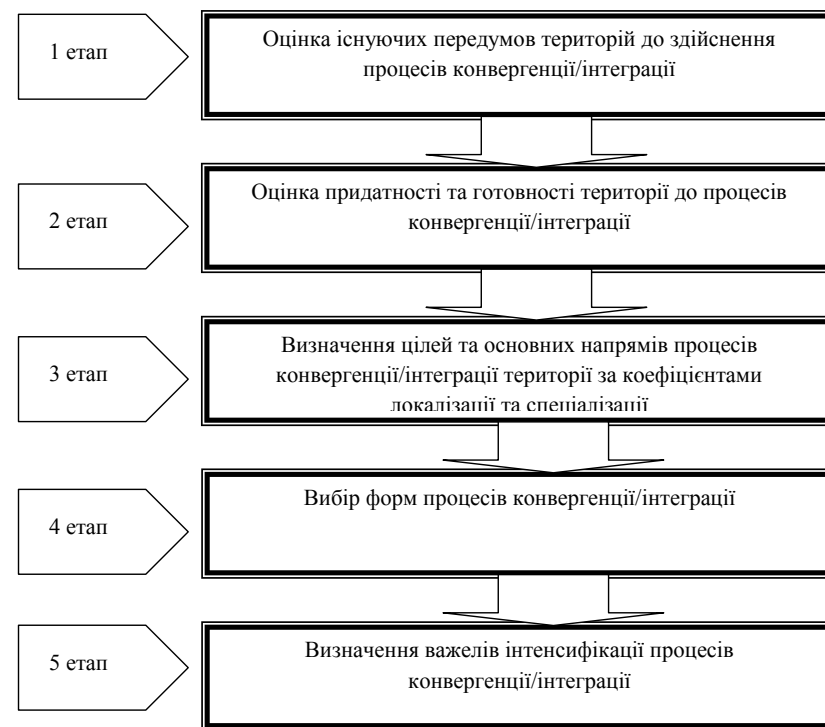 1 етап
Оцінка існуючих передумов територій до здійснення
процесів конвергенції/інтеграції
2 етап
Оцінка придатності та готовності території до процесів
конвергенції/інтеграції
3 етап
Визначення цілей та основних напрямів процесів
конвергенції/інтеграції території за коефіцієнтами
локалізації та спеціалізації
4 етап
Вибір форм процесів конвергенції/інтеграції
5 етап
Визначення важелів інтенсифікації процесів
конвергенції/інтеграції